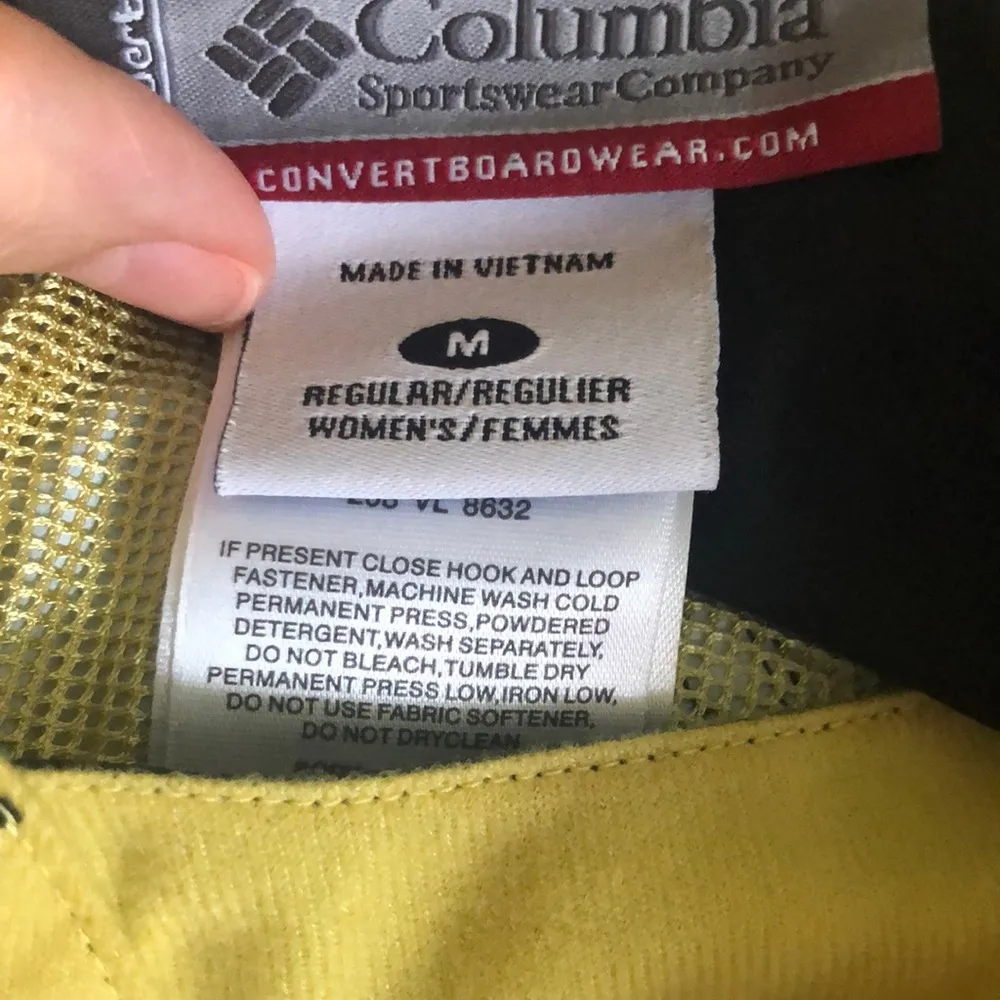 Columbia
Sportswear Company
CONVERTBOARDWEAR.COM
MADE IN VIETNAM
M
REGULAR/REGULIER
WOMEN'S/FEMMES
VL 8632
IF PRESENT CLOSE HOOK AND LOOP
FASTENER,MACHINE WASH COLD
PERMANENT PRESS,POWDERED
DETERGENT,WASH SEPARATELY,
DO NOT BLEACH,TUMBLE DRY
PERMANENT PRESS LOW,IRON LOW,
DO NOT USE FABRIC SOFTENER,
DO NOT DRYCLEAN